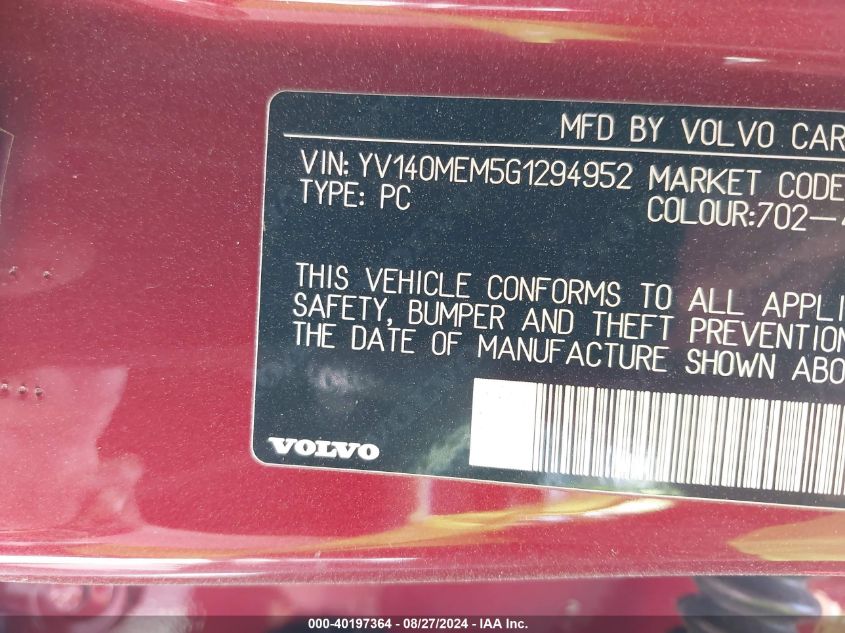 MFD BY VOLVO CAR
VIN: YV140MEM5G1294952 MARKET CODE
TYPE: PC COLOUR:702-
THIS VEHICLE CONFORMS TO ALL APPLI
SAFETY, BUMPER AND THEFT PREVENTION
THE DATE OF MANUFACTURE SHOWN ABO
VOLVO
000-40197364 - 08/27/2024 - IAA Inc.